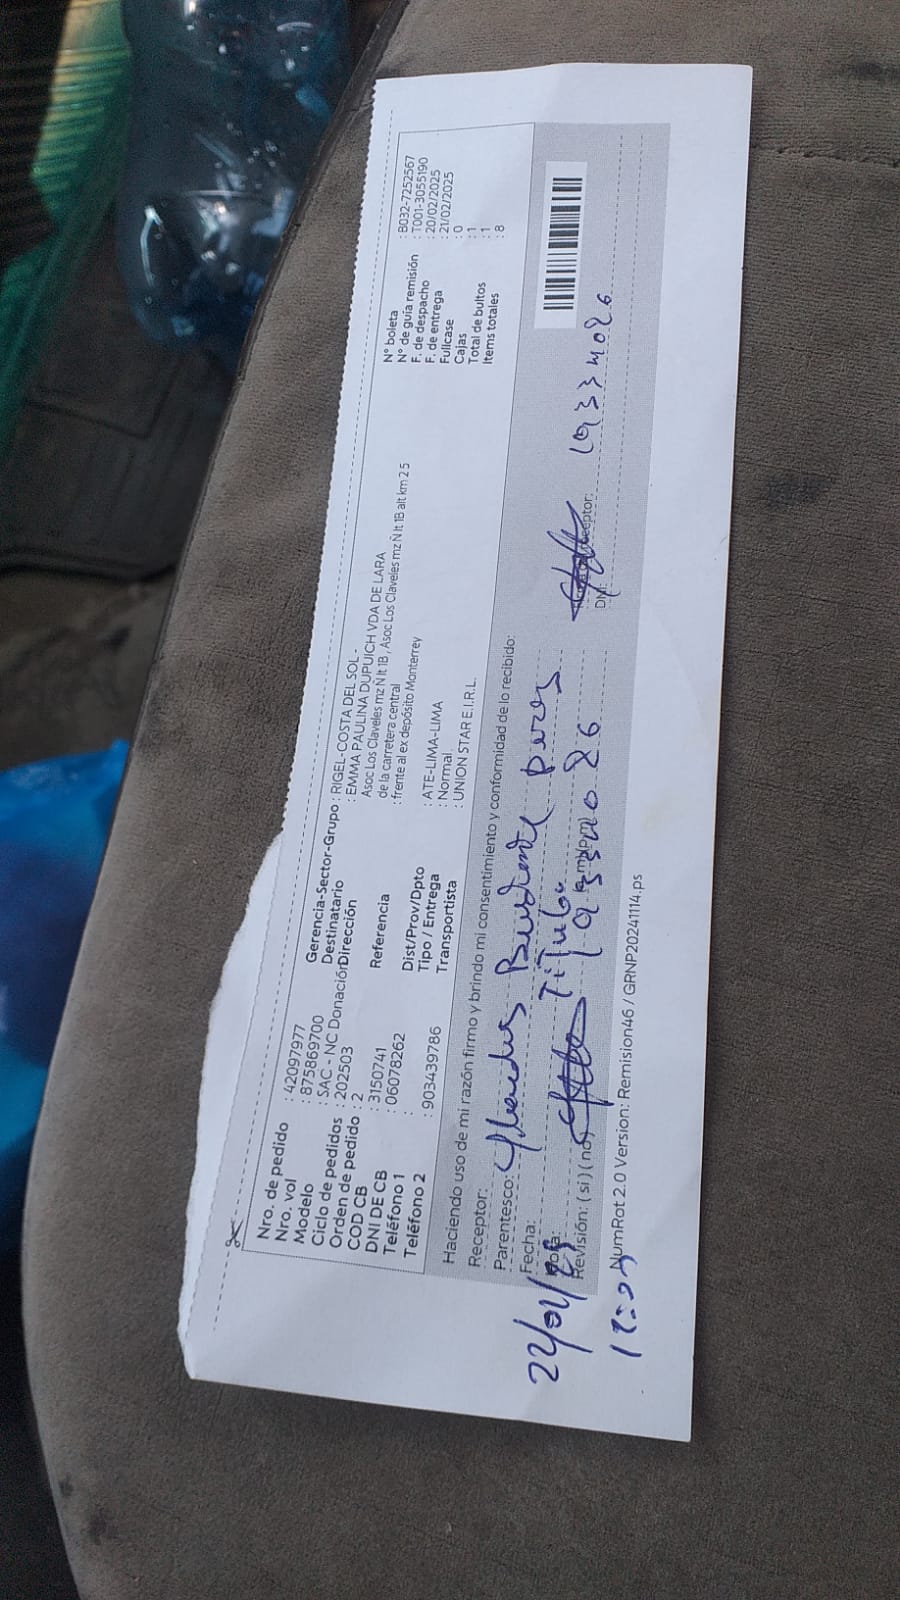 Nro. de pedido : 42097977
Nro. vol : 875869700
Modelo : SAC - NC Donación
Ciclo de pedidos : 202503
Orden de pedido : 2
COD CB : 3150741
DNI DE CB : 06078262
Teléfono 1 :
Teléfono 2 : 903439786
Gerencia-Sector-Grupo : RIGEL-COSTA DEL SOL -
Destinatario : EMMA PAULINA DUPUICH VDA DE LARA
Dirección Asoc Los Claveles mz Ñ lt 1B , Asoc Los Claveles mz Ñ lt 1B alt km 2.5
de la carretera central
Referencia : frente al ex depósito Monterrey
Dist/Prov/Dpto : ATE-LIMA-LIMA
Tipo / Entrega : Normal
Transportista : UNION STAR E.I.R.L.
N° boleta : B032-7252567
N° de guía remisión : T001-3055190
F. de despacho : 20/02/2025
F. de entrega : 21/02/2025
Fullcase : 0
Cajas : 1
Total de bultos : 1
Items totales : 8
Haciendo uso de mi razón firmo y brindo mi consentimiento y conformidad de lo recibido:
Receptor:
Parentesco:
Fecha:
Hora:
Revisión: ( si ) ( no )
DNI:
NumRot 2.0 Version: Remision46 / GRNP20241114.ps